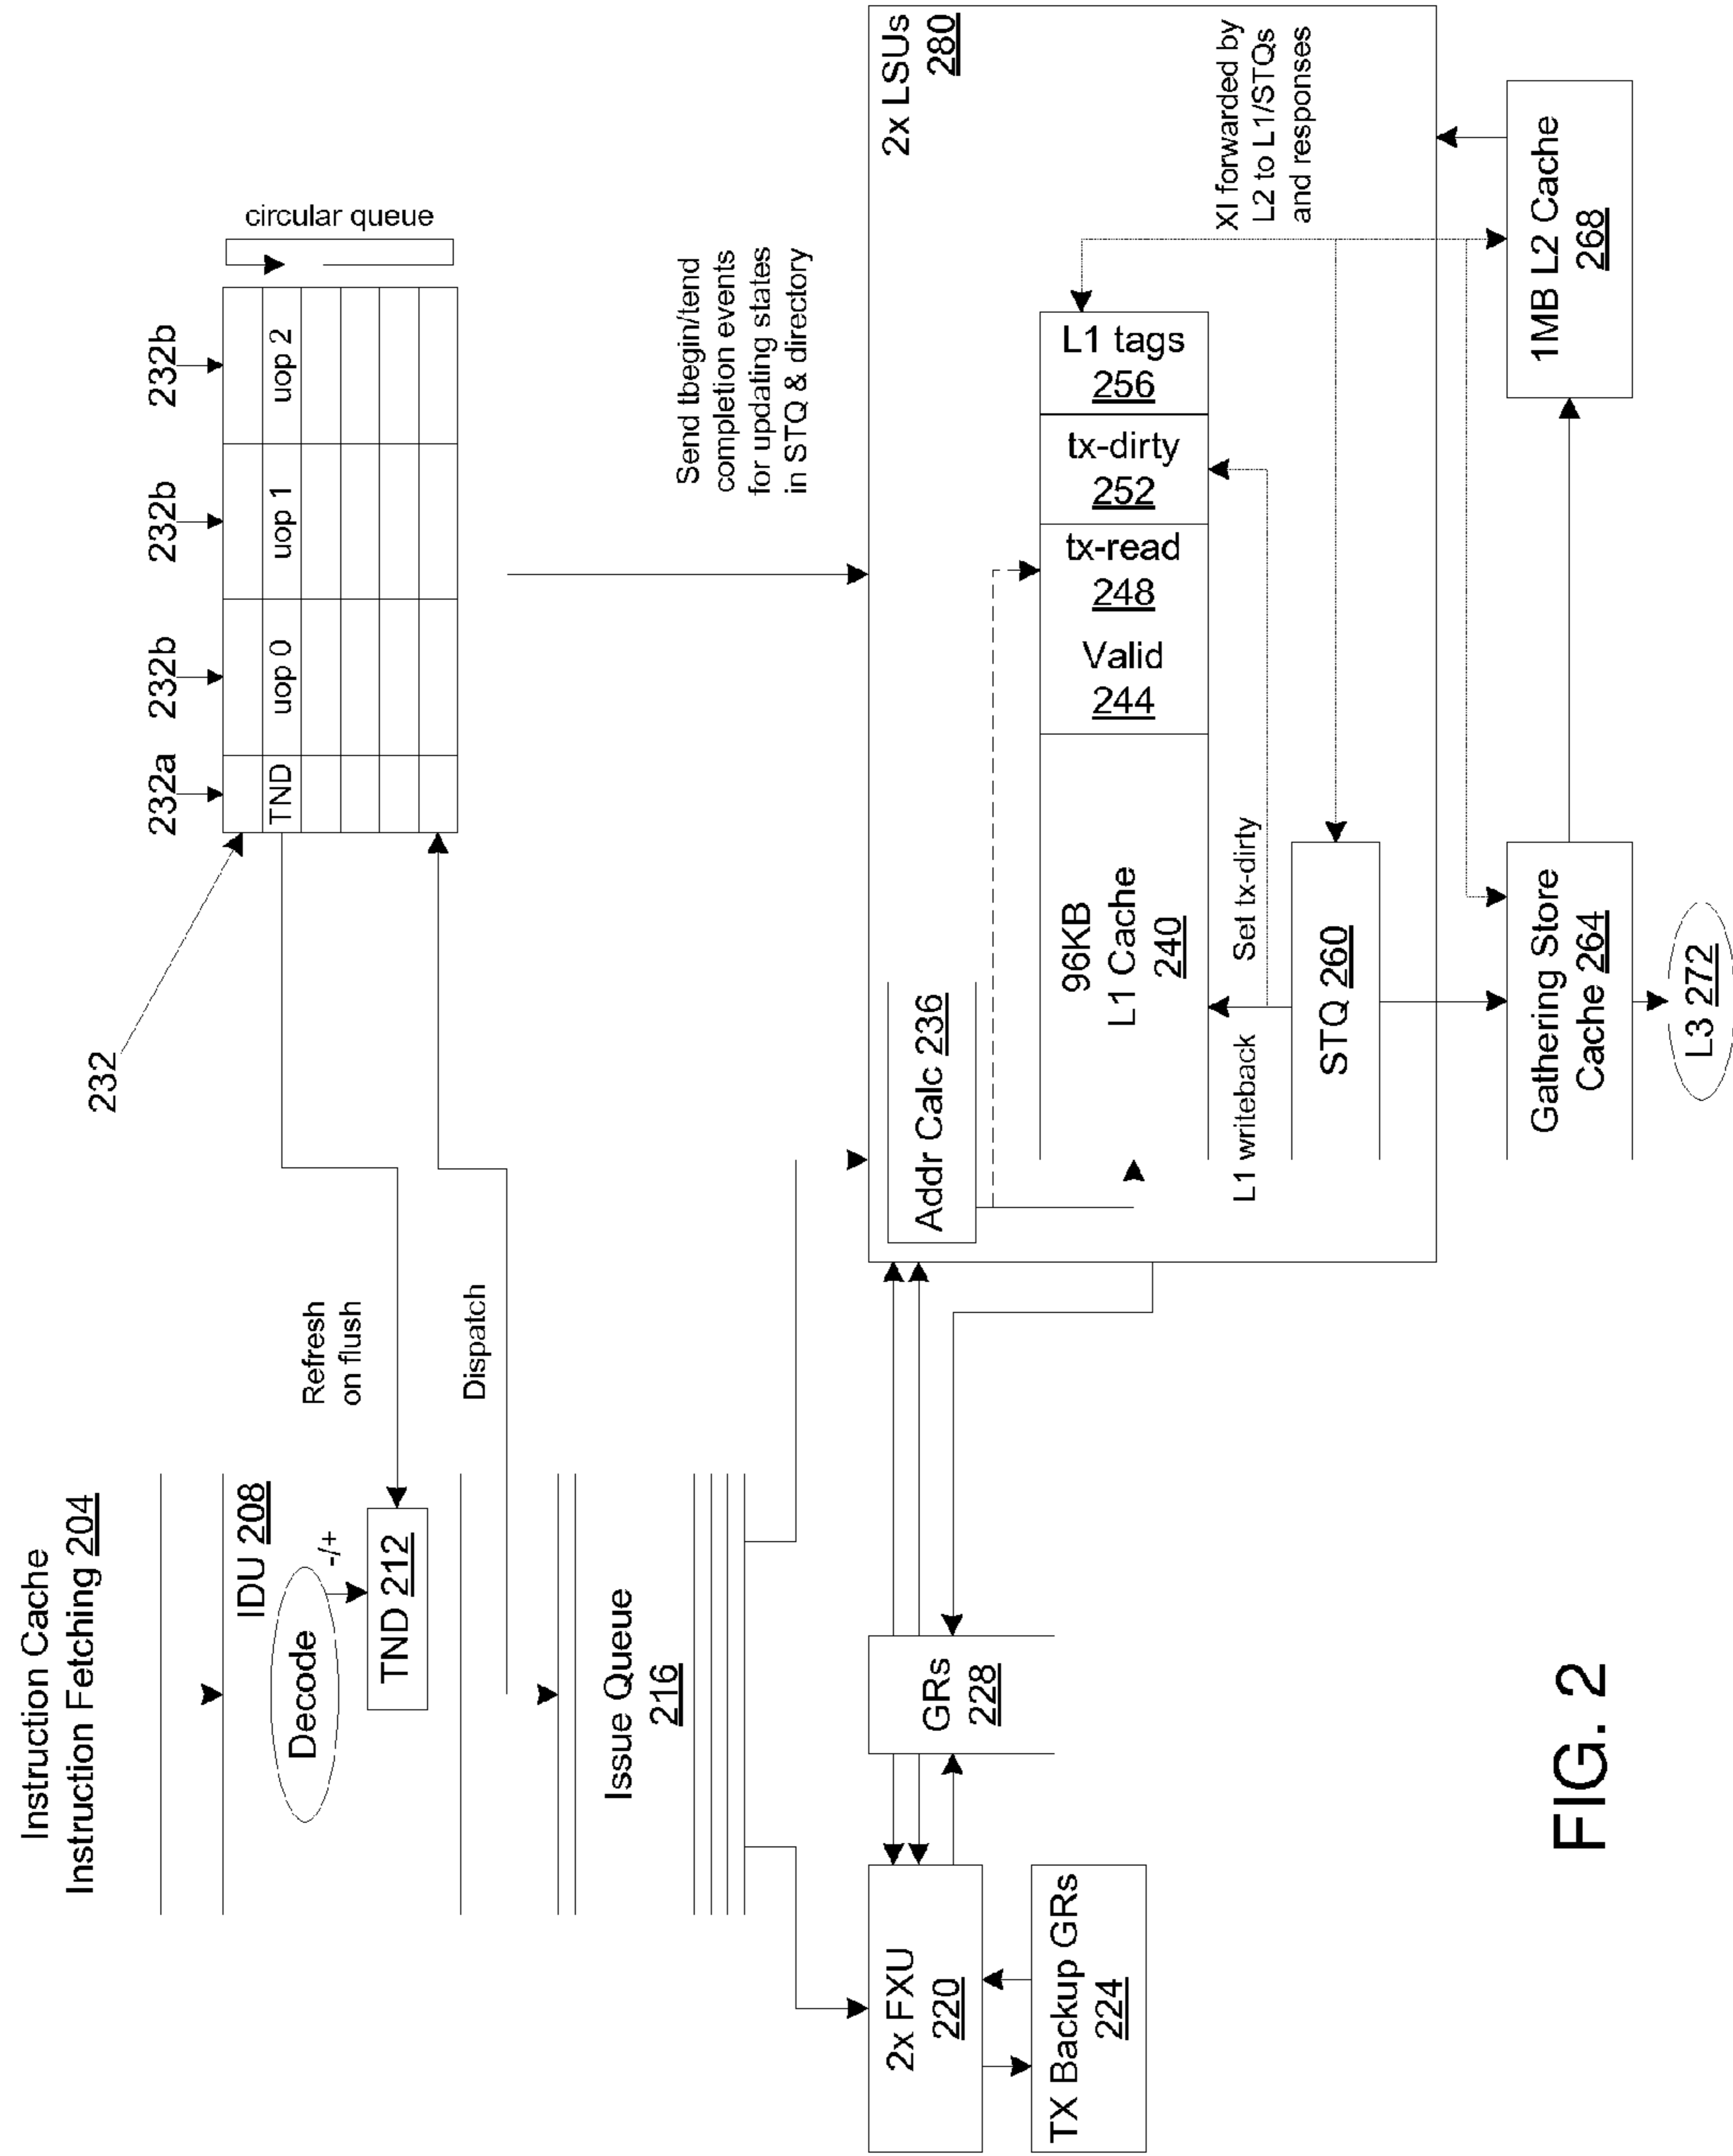 Instruction Cache
Instruction Fetching 204
IDU 208
Decode
-/+
TND 212
Refresh
on flush
Dispatch
Issue Queue
216
232
232a
232b
232b
232b
TND
uop 0
uop 1
uop 2
circular queue
Send tbegin/tend
completion events
for updating states
in STQ & directory
2x FXU
220
TX Backup GRs
224
GRs
228
2x LSUs
280
Addr Calc 236
96KB
L1 Cache
240
Valid
244
tx-read
248
tx-dirty
252
L1 tags
256
L1 writeback
Set tx-dirty
XI forwarded by
L2 to L1/STQs
and responses
STQ 260
Gathering Store
Cache 264
1MB L2 Cache
268
L3 272
FIG. 2